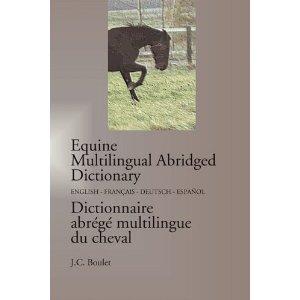 Equine
Multilingual Abridged
Dictionary
ENGLISH - FRANÇAIS - DEUTSCH - ESPAÑOL
Dictionnaire
abrégé multilingue
du cheval
J.C. Boulet